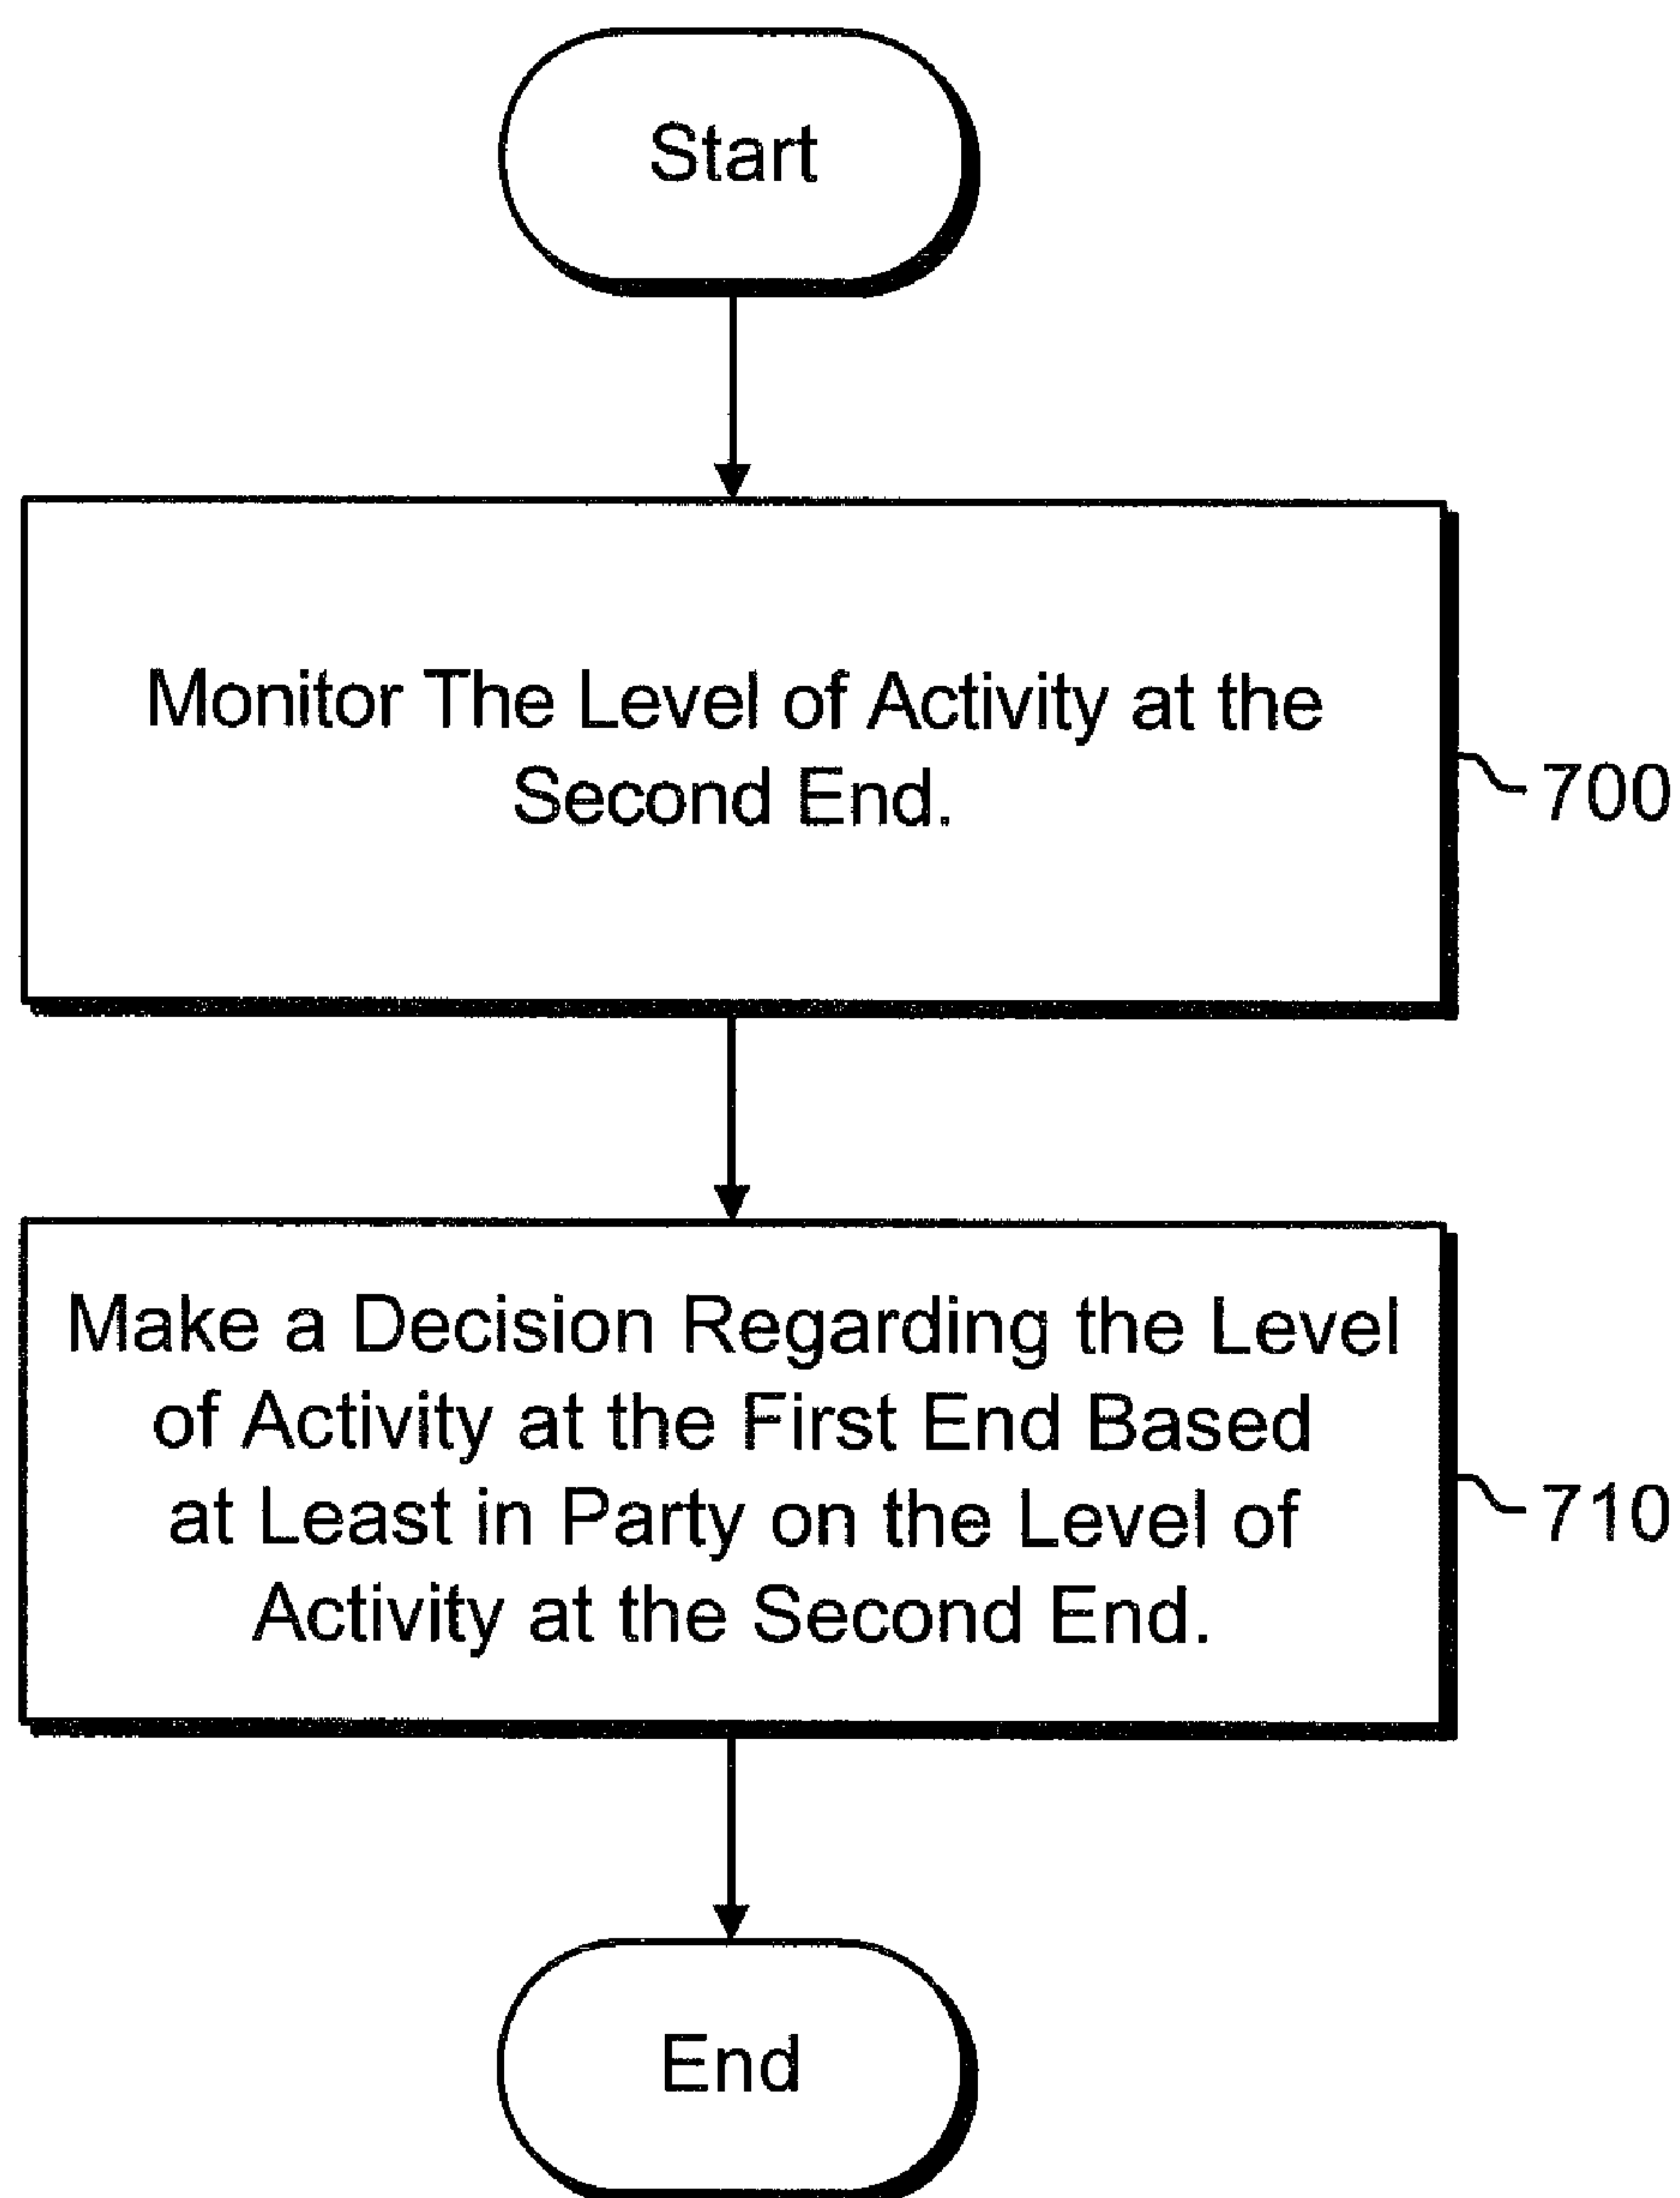 Start
Monitor The Level of Activity at the
Second End.
700
Make a Decision Regarding the Level
of Activity at the First End Based
at Least in Party on the Level of
Activity at the Second End.
710
End